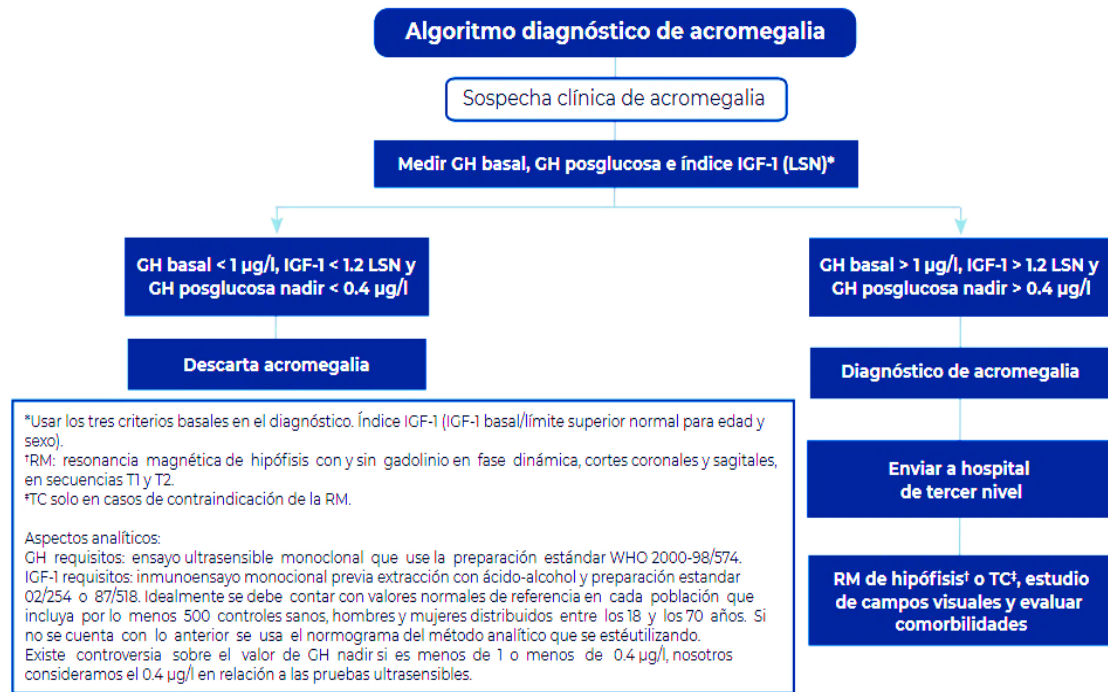 Algoritmo diagnóstico de acromegalia
Sospecha clínica de acromegalia
Medir GH basal, GH posglucosa e índice IGF-1 (LSN)*
GH basal < 1 µg/l, IGF-1 < 1.2 LSN y
GH posglucosa nadir < 0.4 µg/l
Descarta acromegalia
GH basal > 1 µg/l, IGF-1 > 1.2 LSN y
GH posglucosa nadir > 0.4 µg/l
Diagnóstico de acromegalia
Enviar a hospital
de tercer nivel
RM de hipófisis† o TC‡, estudio
de campos visuales y evaluar
comorbilidades
*Usar los tres criterios basales en el diagnóstico. Índice IGF-1 (IGF-1 basal/límite superior normal para edad y
sexo).
†RM: resonancia magnética de hipófisis con y sin gadolinio en fase dinámica, cortes coronales y sagitales,
en secuencias T1 y T2.
‡TC solo en casos de contraindicación de la RM.
Aspectos analíticos:
GH requisitos: ensayo ultrasensible monoclonal que use la preparación estándar WHO 2000-98/574.
IGF-1 requisitos: inmunoensayo monocional previa extracción con ácido-alcohol y preparación estandar
02/254 o 87/518. Idealmente se debe contar con valores normales de referencia en cada población que
incluya por lo menos 500 controles sanos, hombres y mujeres distribuidos entre los 18 y los 70 años. Si
no se cuenta con lo anterior se usa el normograma del método analítico que se estéutilizando.
Existe controversia sobre el valor de GH nadir si es menos de 1 o menos de 0.4 µg/l, nosotros
consideramos el 0.4 µg/l en relación a las pruebas ultrasensibles.